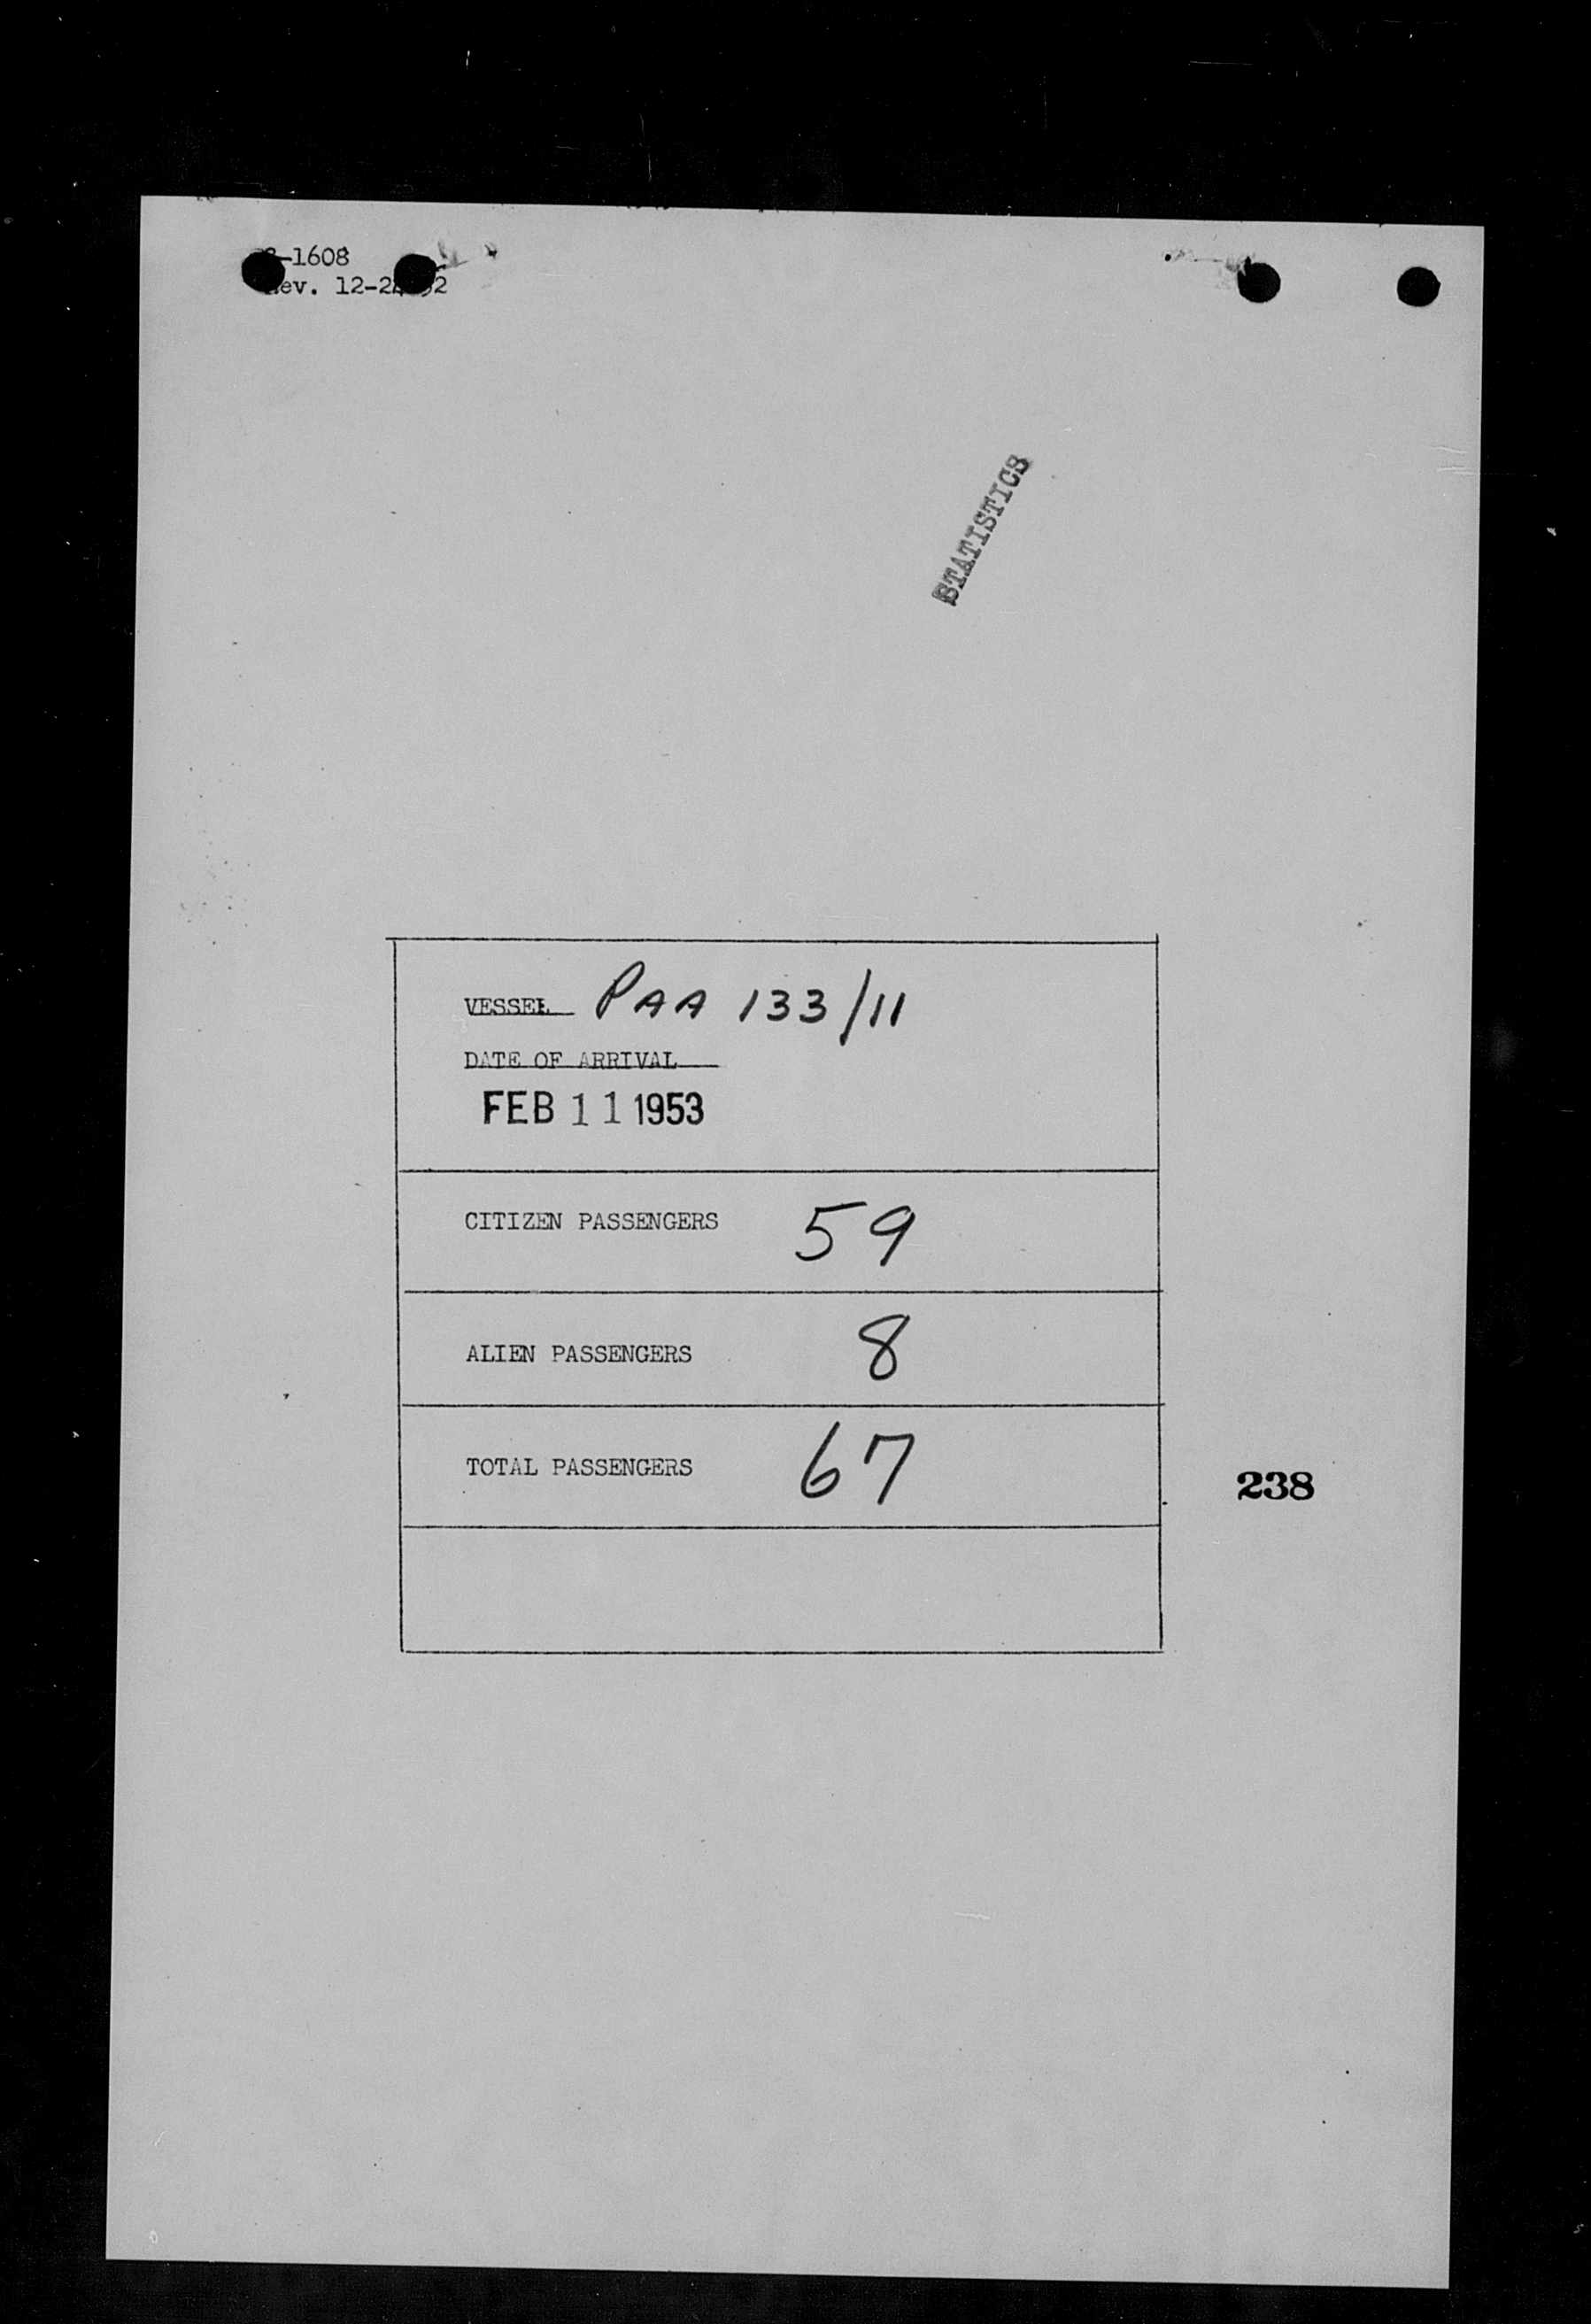 -1608
ev. 12-2
STATISTICS
VESSEL PAA 133/11
DATE OF ARRIVAL
FEB 11 1953
CITIZEN PASSENGERS 59
ALIEN PASSENGERS 8
TOTAL PASSENGERS 67
238